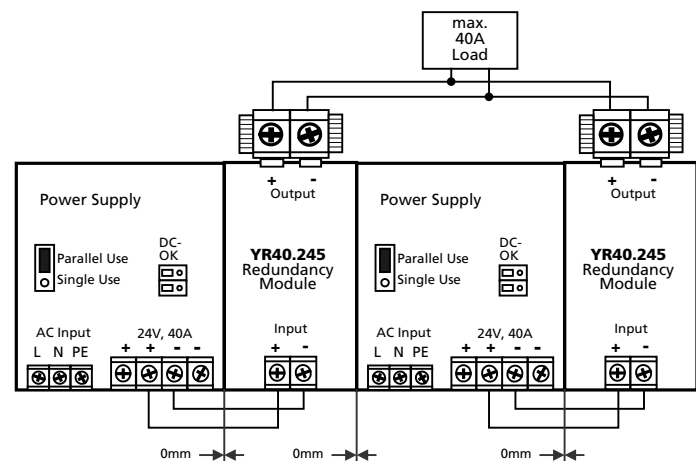 max.
40A
Load
+ -
Output
+ -
Output
Power Supply
Parallel Use
Single Use
DC-
OK
AC Input
L N PE
24V, 40A
+ + - -
YR40.245
Redundancy
Module
Input
+ -
Power Supply
Parallel Use
Single Use
DC-
OK
AC Input
L N PE
24V, 40A
+ + - -
YR40.245
Redundancy
Module
Input
+ -
0mm
0mm
0mm